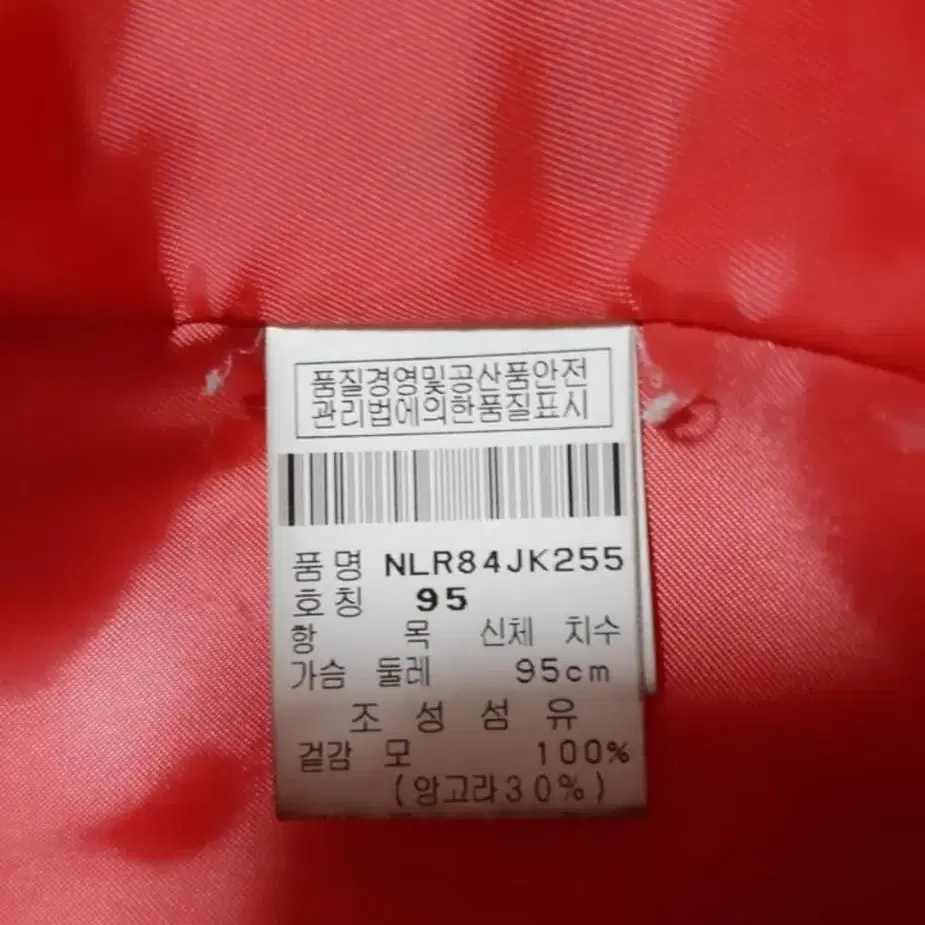 품질경영및공산품안전
관리법에의한품질표시
품명 NLR84JK255
호칭 95
항 목 신체 치수
가슴 둘레 95cm
조성섬유
겉감 모 100%
(앙고라30%)